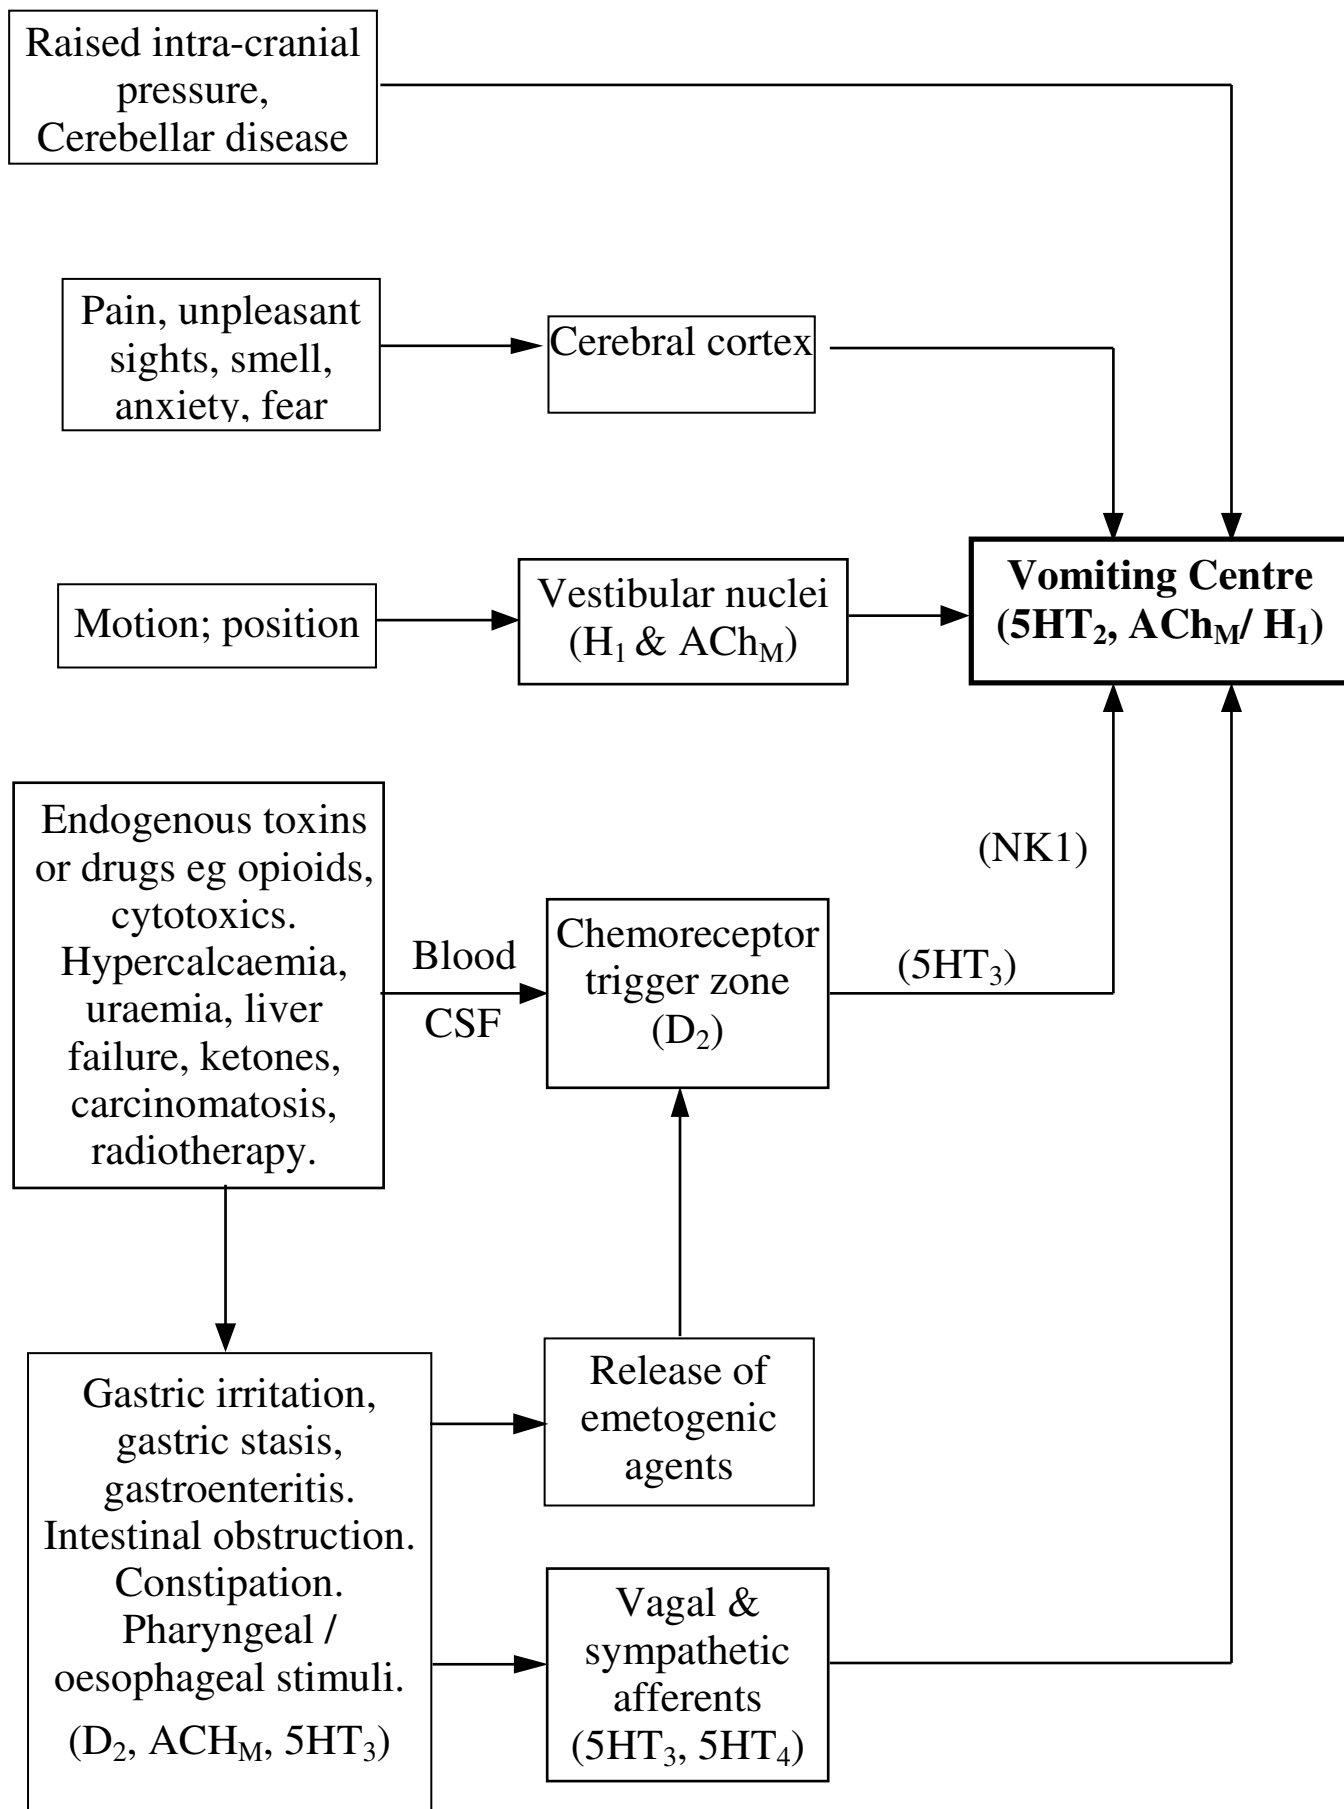 Raised intra-cranial
pressure,
Cerebellar disease
Pain, unpleasant
sights, smell,
anxiety, fear
Cerebral cortex
Motion; position
Vestibular nuclei
(H₁ & AChM)
Vomiting Centre
(5HT₂, AChM/ H₁)
Endogenous toxins
or drugs eg opioids,
cytotoxics.
Hypercalcaemia,
uraemia, liver
failure, ketones,
carcinomatosis,
radiotherapy.
Blood
CSF
Chemoreceptor
trigger zone
(D₂)
(5HT₃)
(NK1)
Gastric irritation,
gastric stasis,
gastroenteritis.
Intestinal obstruction.
Constipation.
Pharyngeal /
oesophageal stimuli.
(D₂, ACHM, 5HT₃)
Release of
emetogenic
agents
Vagal &
sympathetic
afferents
(5HT₃, 5HT₄)